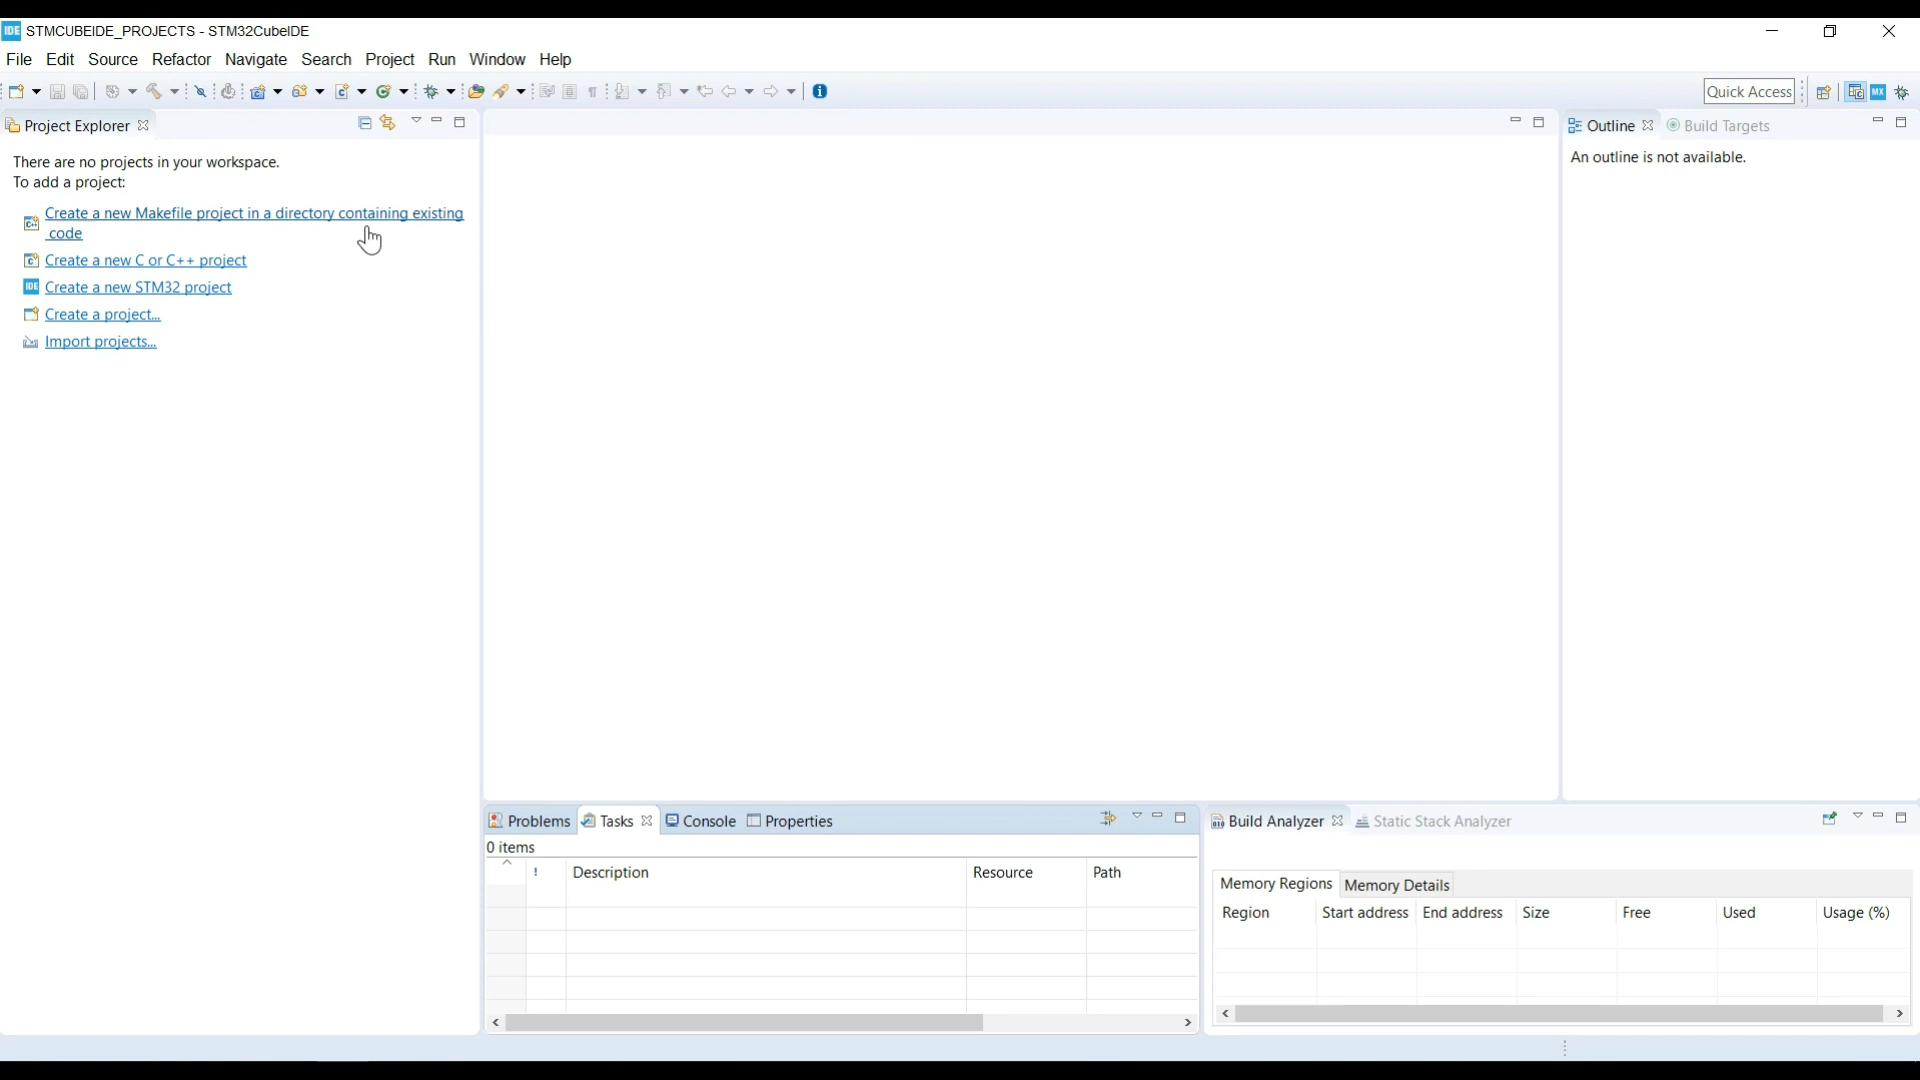 IDE STMCUBEIDE_PROJECTS - STM32CubeIDE
File Edit Source Refactor Navigate Search Project Run Window Help
Quick Access
MX
Project Explorer
There are no projects in your workspace.
To add a project:
Create a new Makefile project in a directory containing existing
code
Create a new C or C++ project
IDE Create a new STM32 project
Create a project...
Import projects...
Outline Build Targets
An outline is not available.
Problems Tasks Console Properties
0 items
! Description Resource Path
Build Analyzer Static Stack Analyzer
Memory Regions Memory Details
Region Start address End address Size Free Used Usage (%)